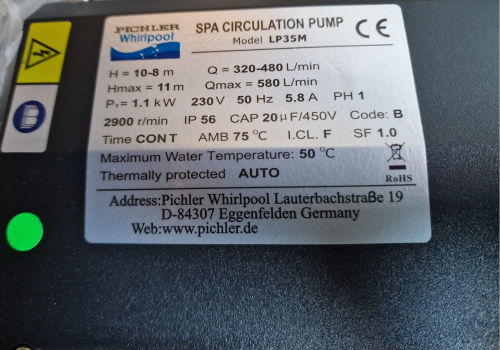 PICHLER
Whirlpool
SPA CIRCULATION PUMP
Model LP35M
CE
H = 10-8 m Q = 320-480 L/min
Hmax = 11 m Qmax = 580 L/min
P₁= 1.1 kW 230 V 50 Hz 5.8 A PH 1
2900 r/min IP 56 CAP 20 µF/450V Code: B
Time CONT AMB 75 °C I.CL. F SF 1.0
Maximum Water Temperature: 50 °C
Thermally protected AUTO
RoHS
Address:Pichler Whirlpool Lauterbachstraße 19
D-84307 Eggenfelden Germany
Web:www.pichler.de